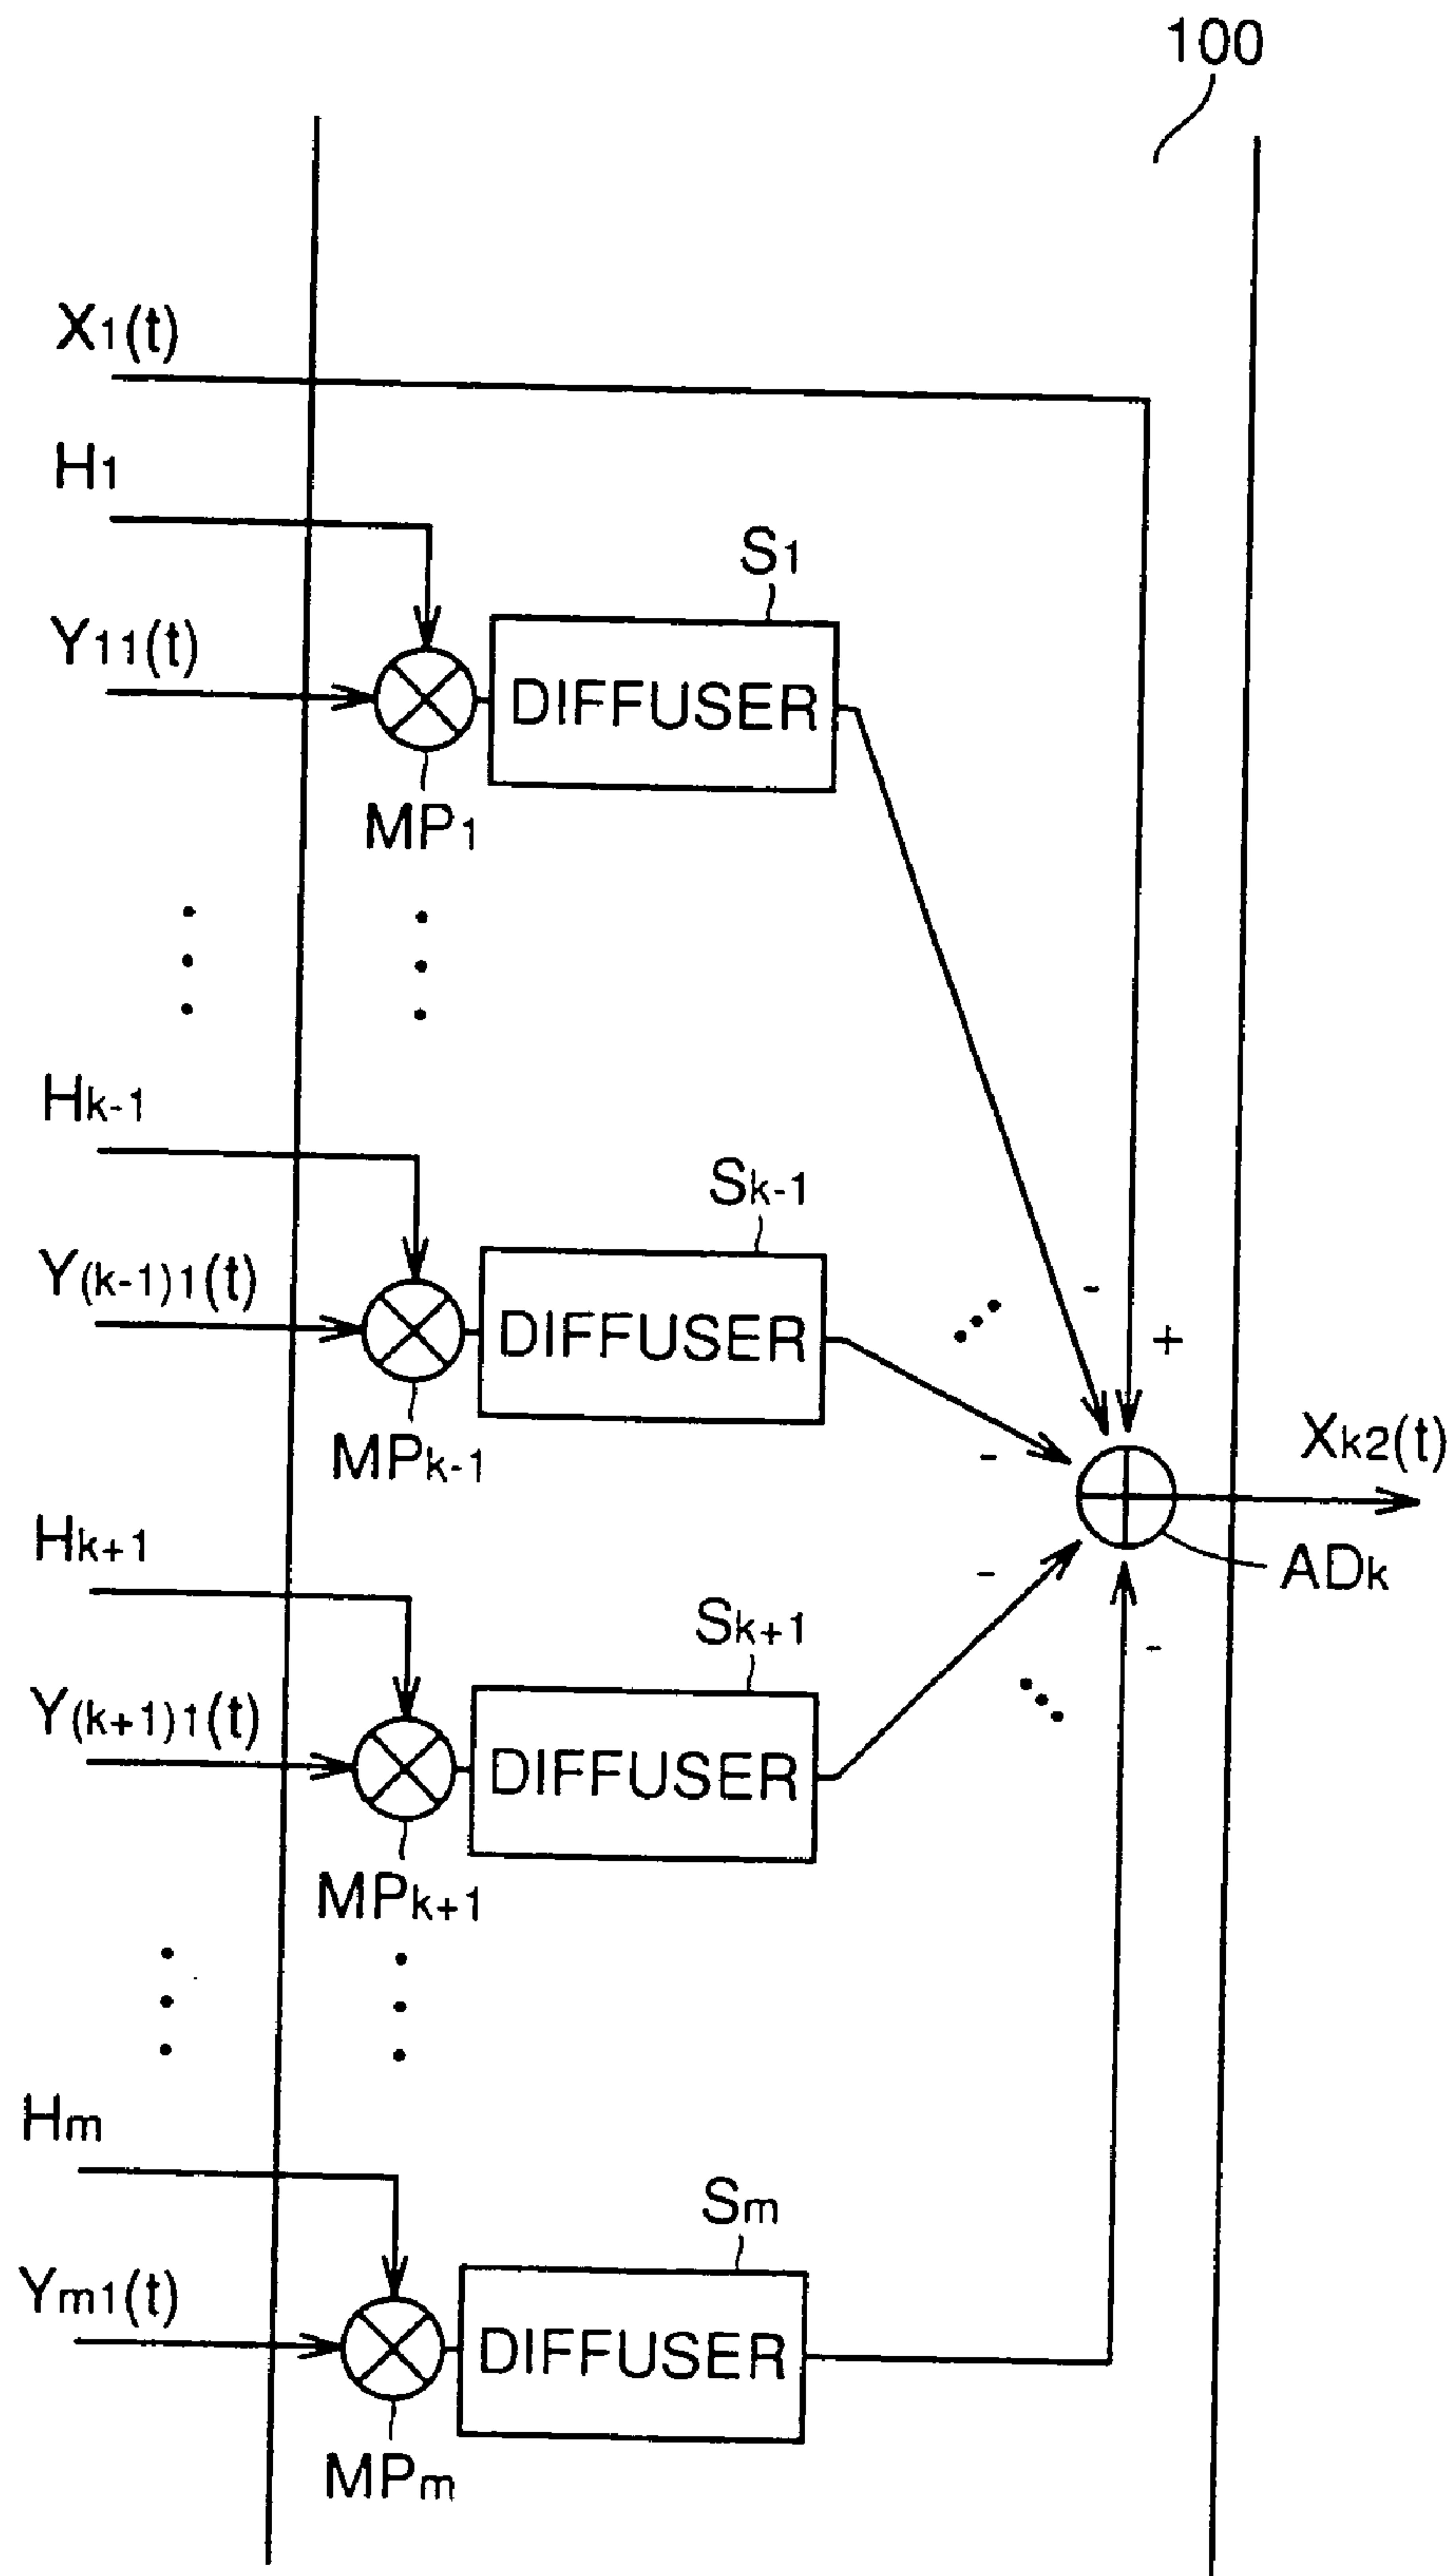 100
X1(t)
H1
S1
Y11(t)
DIFFUSER
MP1
Hk-1
Sk-1
Y(k-1)1(t)
DIFFUSER
-
+
MPk-1
-
Xk2(t)
Hk+1
-
ADk
Sk+1
-
Y(k+1)1(t)
DIFFUSER
MPk+1
Hm
Sm
Ym1(t)
DIFFUSER
MPm